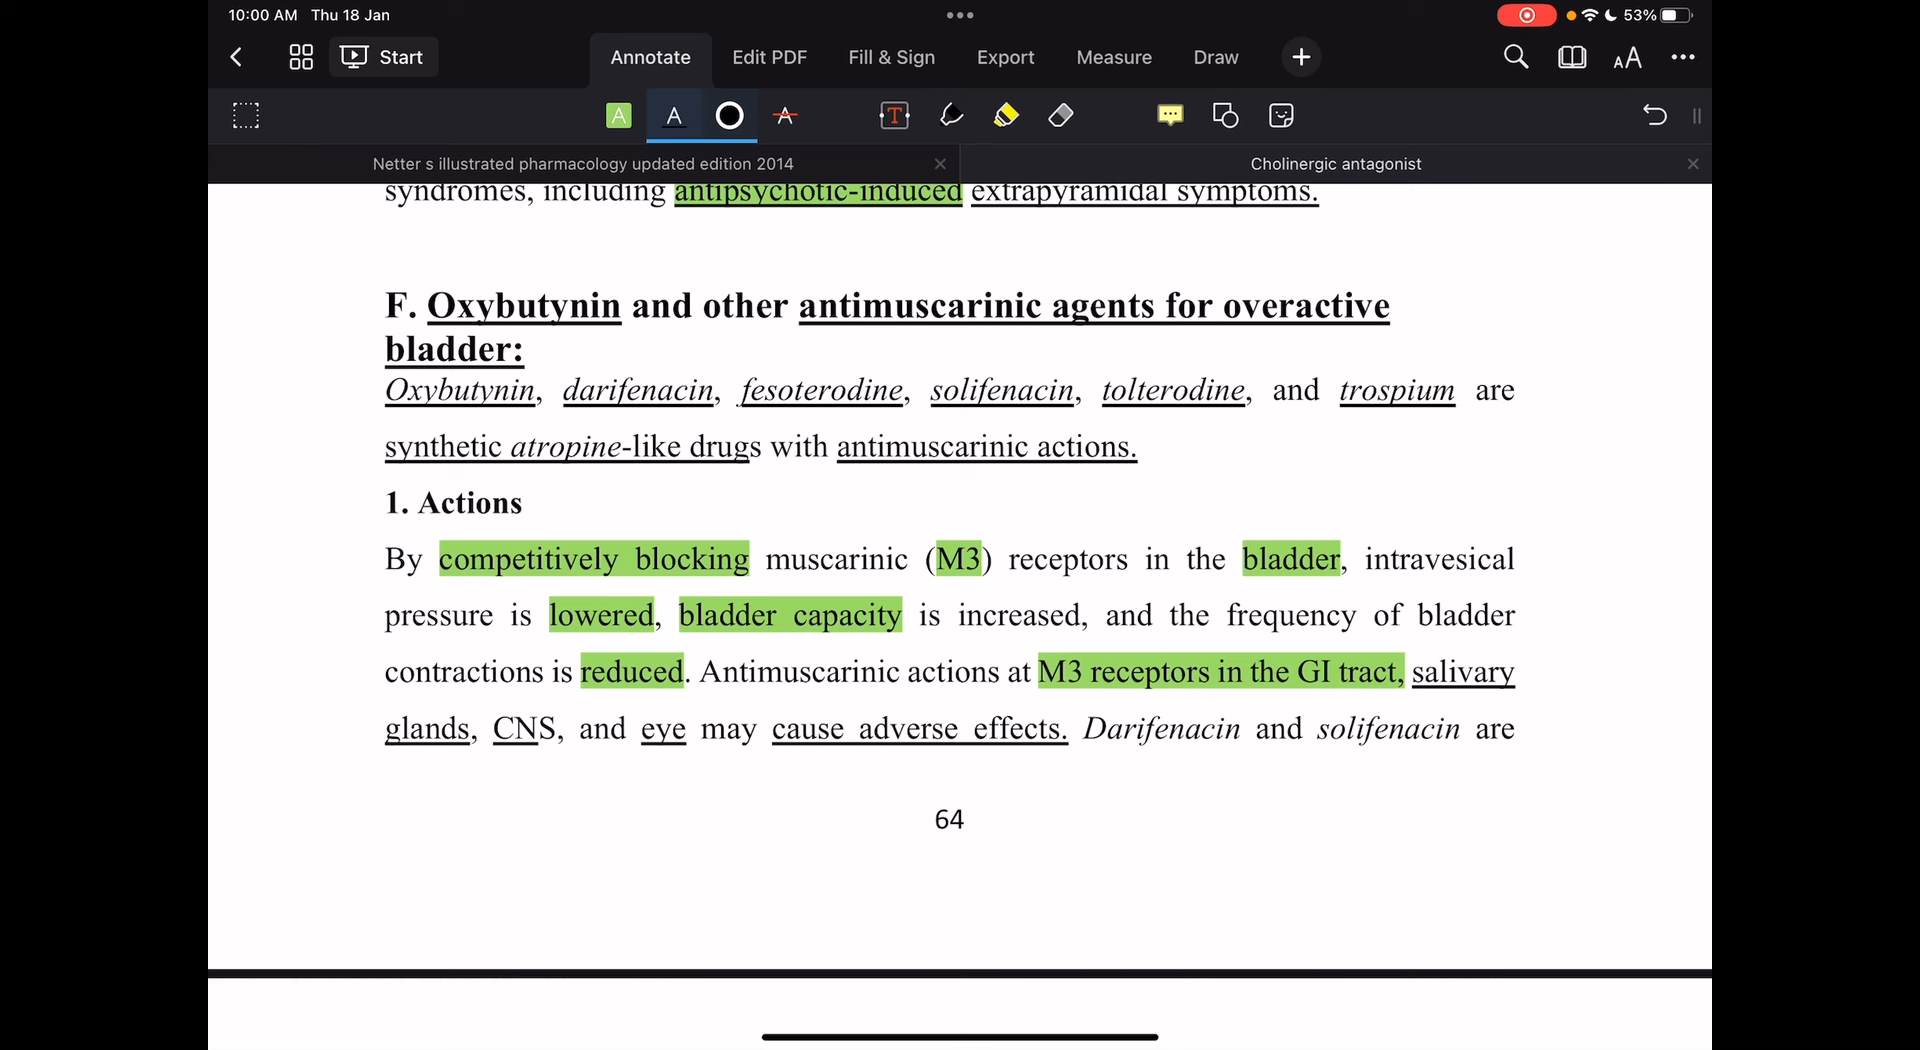 10:00 AM Thu 18 Jan
53%
Start
Annotate
Edit PDF
Fill & Sign
Export
Measure
Draw
Netter s illustrated pharmacology updated edition 2014
Cholinergic antagonist
syndromes, including antipsychotic-induced extrapyramidal symptoms.
F. Oxybutynin and other antimuscarinic agents for overactive
bladder:
Oxybutynin, darifenacin, fesoterodine, solifenacin, tolterodine, and trospium are
synthetic atropine-like drugs with antimuscarinic actions.
1. Actions
By competitively blocking muscarinic (M3) receptors in the bladder, intravesical
pressure is lowered, bladder capacity is increased, and the frequency of bladder
contractions is reduced. Antimuscarinic actions at M3 receptors in the GI tract, salivary
glands, CNS, and eye may cause adverse effects. Darifenacin and solifenacin are
64